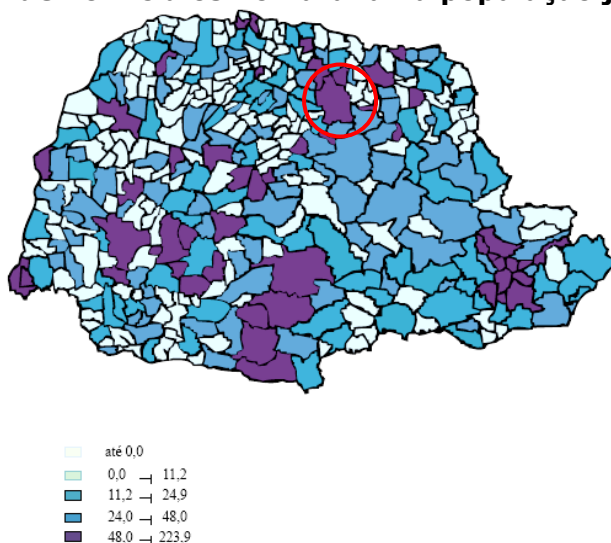 população
até 0,0
0,0 ⊣ 11,2
11,2 ⊣ 24,9
24,0 ⊣ 48,0
48,0 ⊣ 223,9